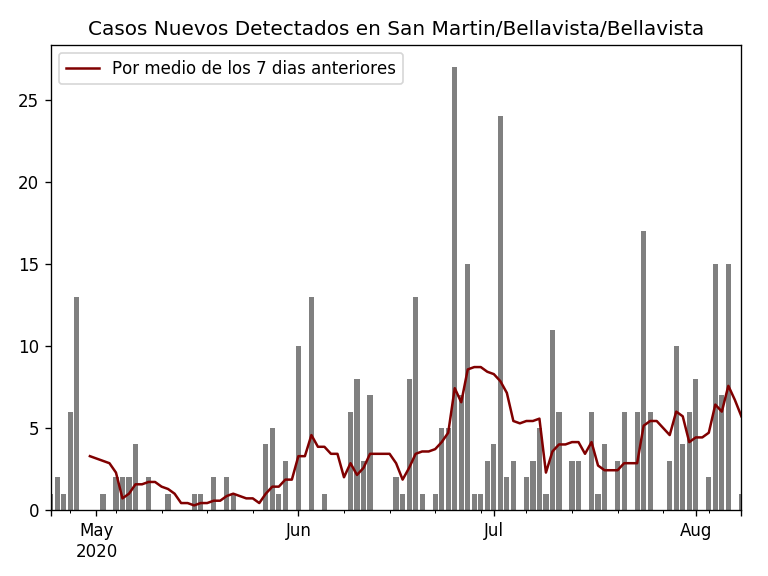 Casos Nuevos Detectados en San Martin/Bellavista/Bellavista
Por medio de los 7 dias anteriores
25
20
15
10
5
0
May
2020
Jun
Jul
Aug